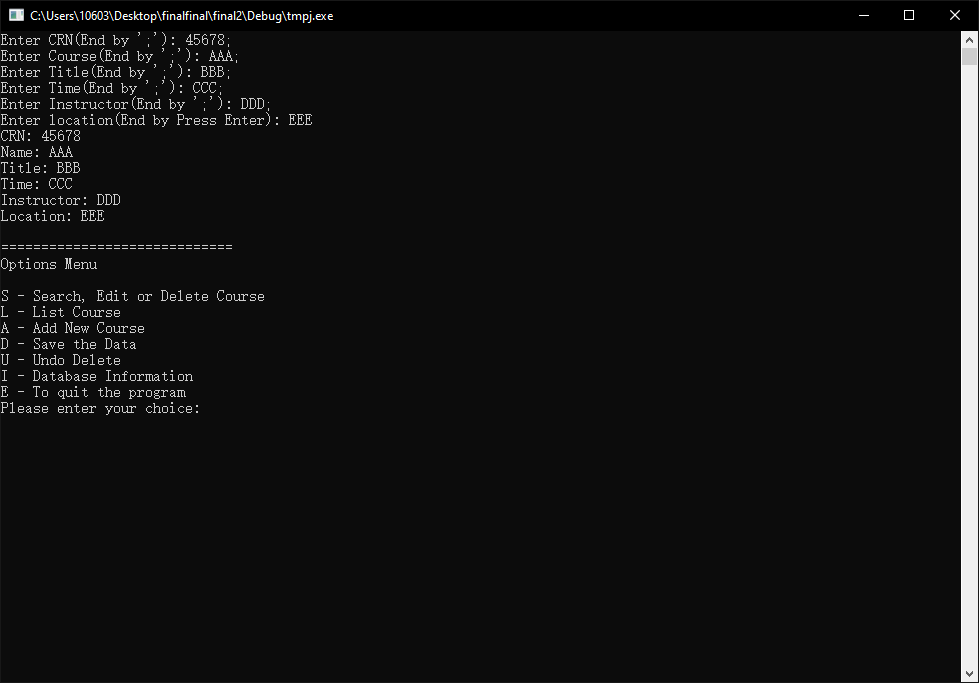 C:\Users\10603\Desktop\finalfinal\final2\Debug\tmpj.exe
Enter CRN(End by ';'): 45678;
Enter Course(End by ';'): AAA;
Enter Title(End by ';'): BBB;
Enter Time(End by ';'): CCC;
Enter Instructor(End by ';'): DDD;
Enter location(End by Press Enter): EEE
CRN: 45678
Name: AAA
Title: BBB
Time: CCC
Instructor: DDD
Location: EEE
=============================
Options Menu
S - Search, Edit or Delete Course
L - List Course
A - Add New Course
D - Save the Data
U - Undo Delete
I - Database Information
E - To quit the program
Please enter your choice: